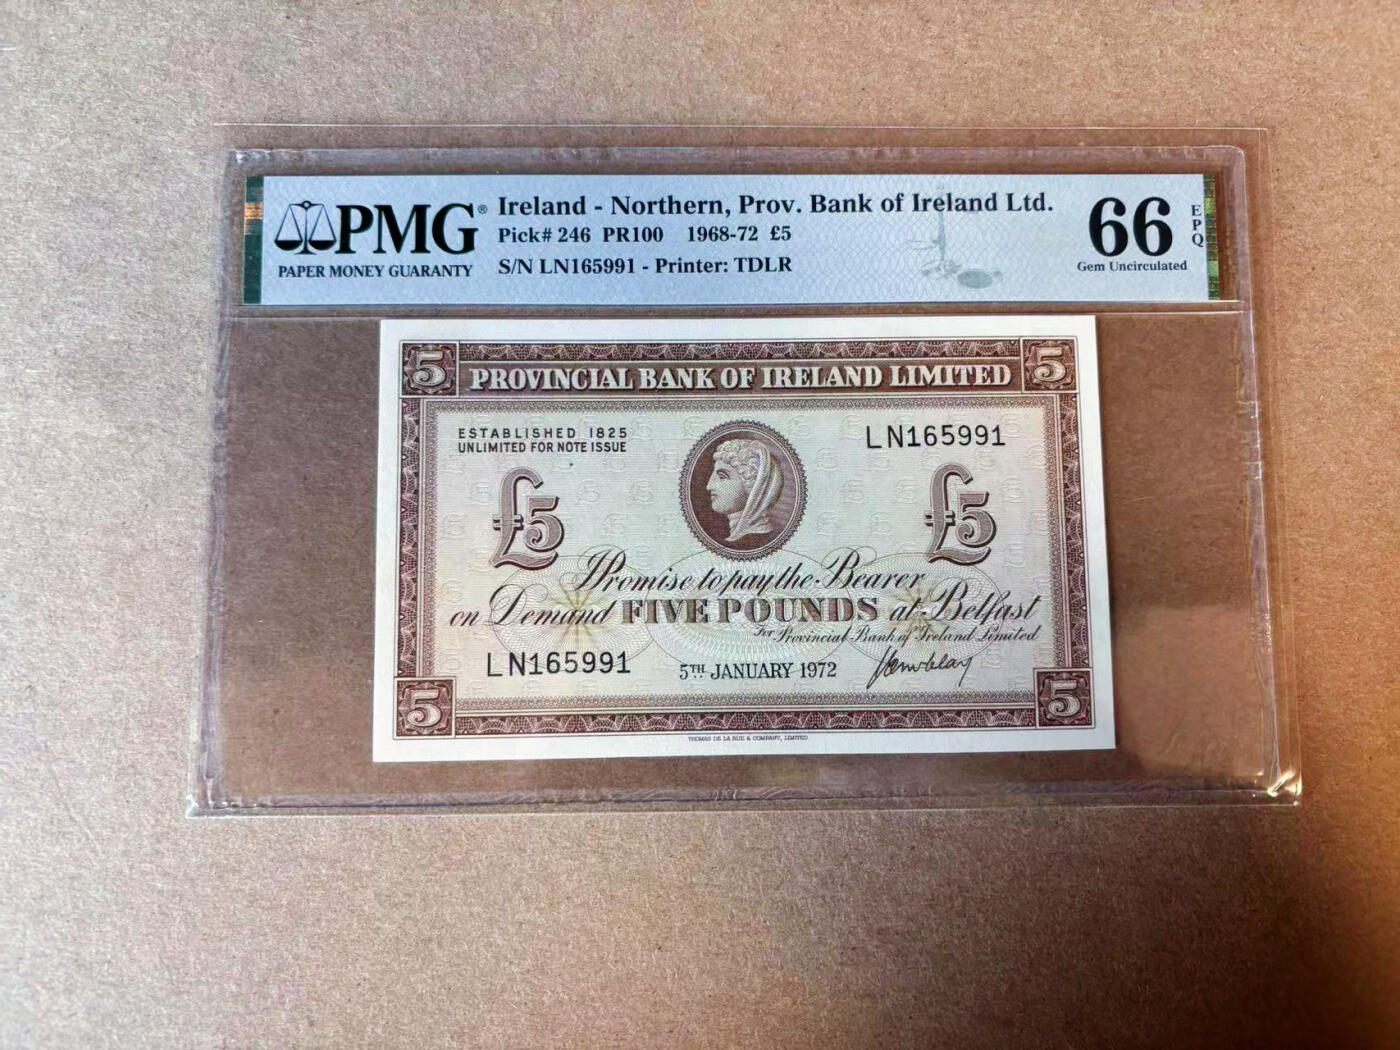 PMG®
PAPER MONEY GUARANTY
Ireland - Northern, Prov. Bank of Ireland Ltd.
Pick# 246 PR100 1968-72 £5
S/N LN165991 - Printer: TDLR
66
EPQ
Gem Uncirculated
5 PROVINCIAL BANK OF IRELAND LIMITED 5
ESTABLISHED 1825
UNLIMITED FOR NOTE ISSUE
LN165991
£5 £5
I Promise to pay the Bearer
on Demand FIVE POUNDS at Belfast
For Provincial Bank of Ireland Limited
LN165991
5TH JANUARY 1972
5 5
THOMAS DE LA RUE & COMPANY, LIMITED.